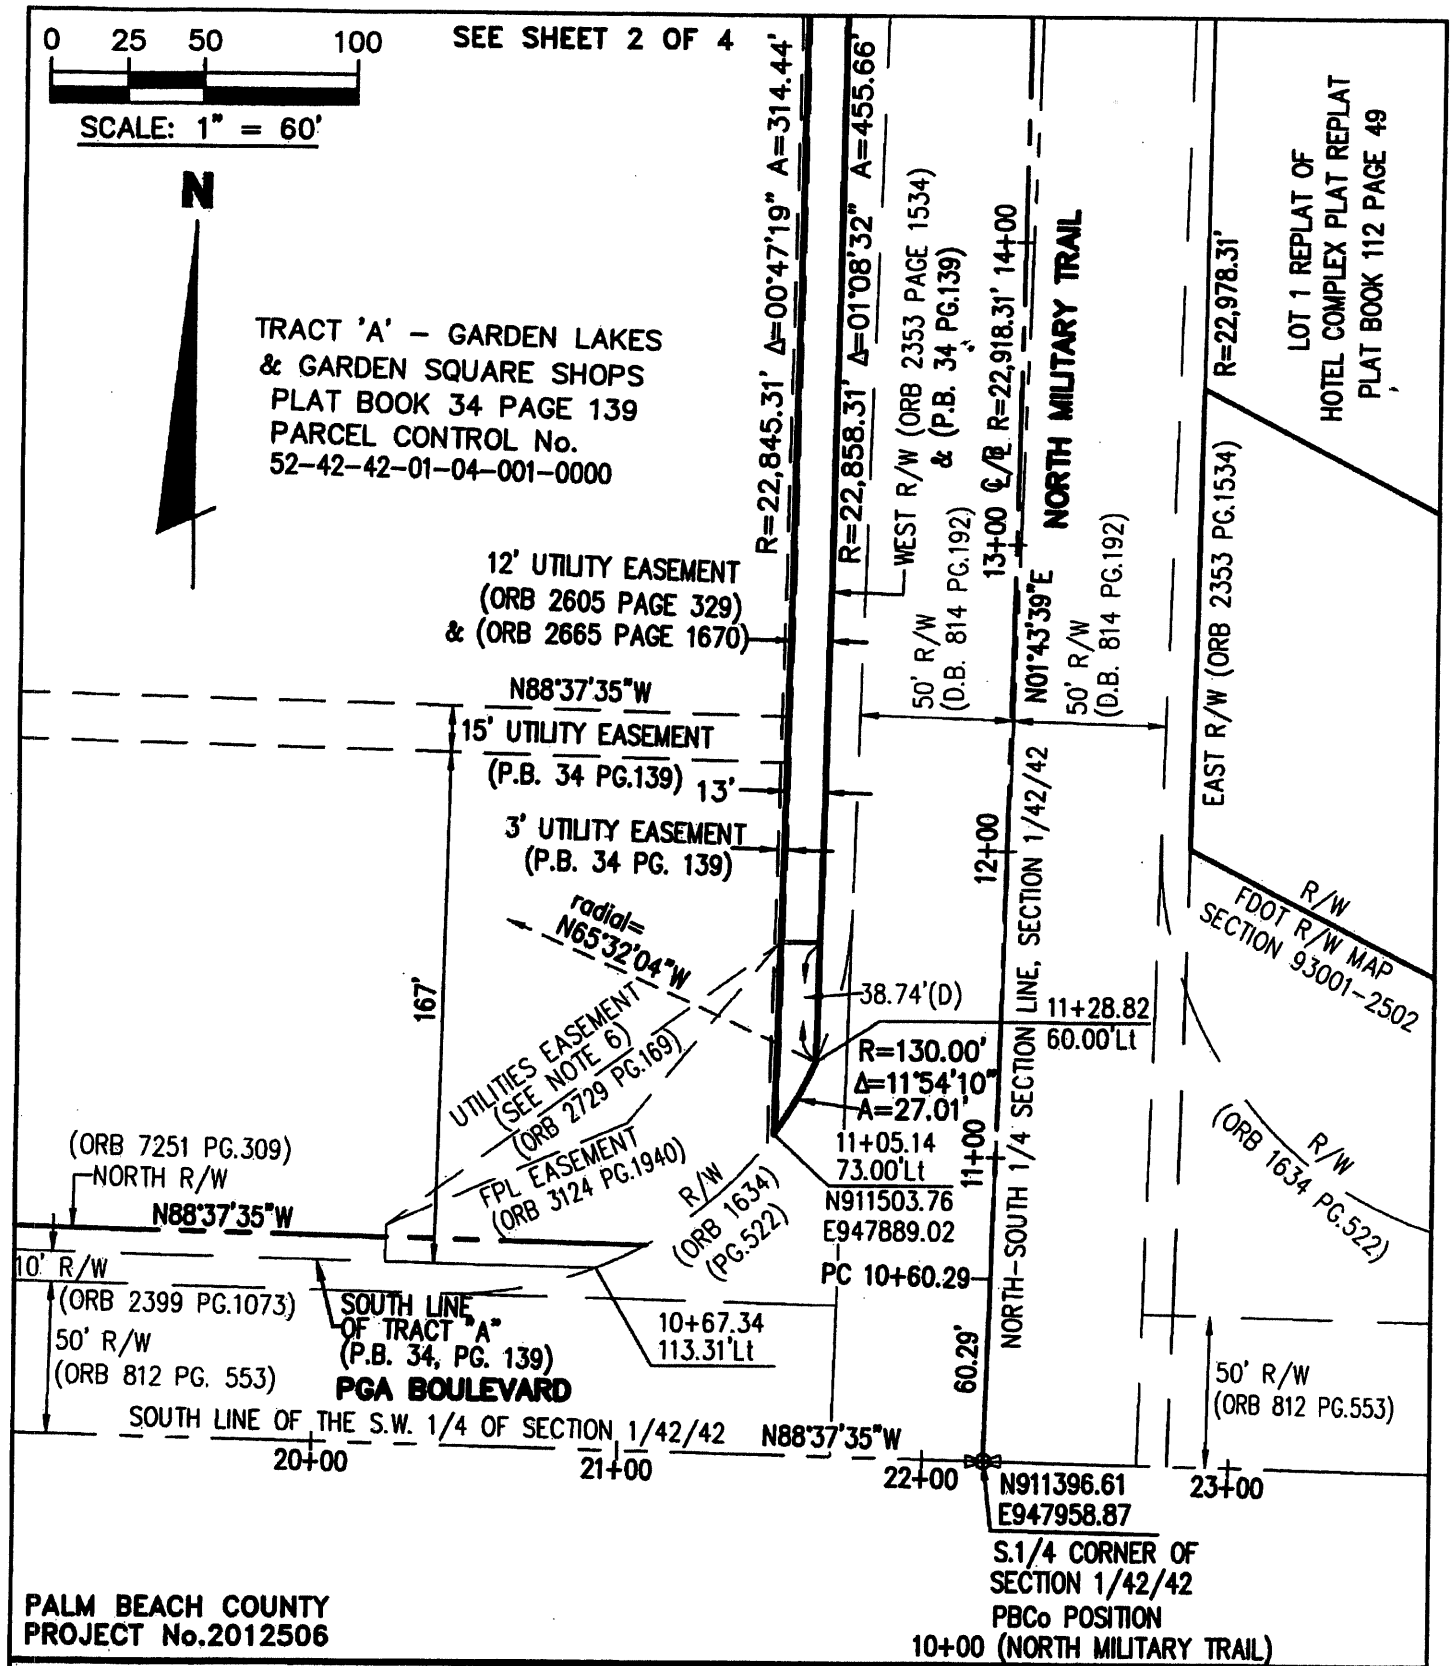 0 25 50 100
SEE SHEET 2 OF 4
SCALE: 1" = 60'
N
TRACT 'A' – GARDEN LAKES
& GARDEN SQUARE SHOPS
PLAT BOOK 34 PAGE 139
PARCEL CONTROL No.
52-42-42-01-04-001-0000
R=22,845.31' Δ=00°47'19" A=314.44'
R=22,858.31' Δ=01°08'32" A=455.66'
WEST R/W (ORB 2353 PAGE 1534)
& (P.B. 34 PG.139)
13+00 ℄/B R=22,918.31' 14+00
NORTH MILITARY TRAIL
R=22,978.31'
LOT 1 REPLAT OF
HOTEL COMPLEX PLAT REPLAT
PLAT BOOK 112 PAGE 49
12' UTILITY EASEMENT
(ORB 2605 PAGE 329)
& (ORB 2665 PAGE 1670)
50' R/W
(D.B. 814 PG.192)
N01°43'39"E
50' R/W
(D.B. 814 PG.192)
EAST R/W (ORB 2353 PG.1534)
N88°37'35"W
15' UTILITY EASEMENT
(P.B. 34 PG.139)
13'
3' UTILITY EASEMENT
(P.B. 34 PG. 139)
12+00
NORTH-SOUTH 1/4 SECTION LINE, SECTION 1/42/42
R/W
FDOT R/W MAP
SECTION 93001-2502
radial=
N65°32'04"W
167'
38.74'(D)
11+28.82
60.00'Lt
R=130.00'
Δ=11°54'10"
A=27.01'
UTILITIES EASEMENT
(SEE NOTE 6)
(ORB 2729 PG.169)
FPL EASEMENT
(ORB 3124 PG.1940)
11+05.14
73.00'Lt
N911503.76
E947889.02
11+00
R/W
(ORB 1634)
(PG.522)
R/W
(ORB 1634 PG.522)
(ORB 7251 PG.309)
NORTH R/W
N88°37'35"W
PC 10+60.29
10' R/W
(ORB 2399 PG.1073)
SOUTH LINE
OF TRACT "A"
(P.B. 34, PG. 139)
10+67.34
113.31'Lt
50' R/W
(ORB 812 PG. 553)
PGA BOULEVARD
60.29'
50' R/W
(ORB 812 PG.553)
SOUTH LINE OF THE S.W. 1/4 OF SECTION 1/42/42
N88°37'35"W
20+00
21+00
22+00
23+00
N911396.61
E947958.87
S.1/4 CORNER OF
SECTION 1/42/42
PBCo POSITION
10+00 (NORTH MILITARY TRAIL)
PALM BEACH COUNTY
PROJECT No.2012506